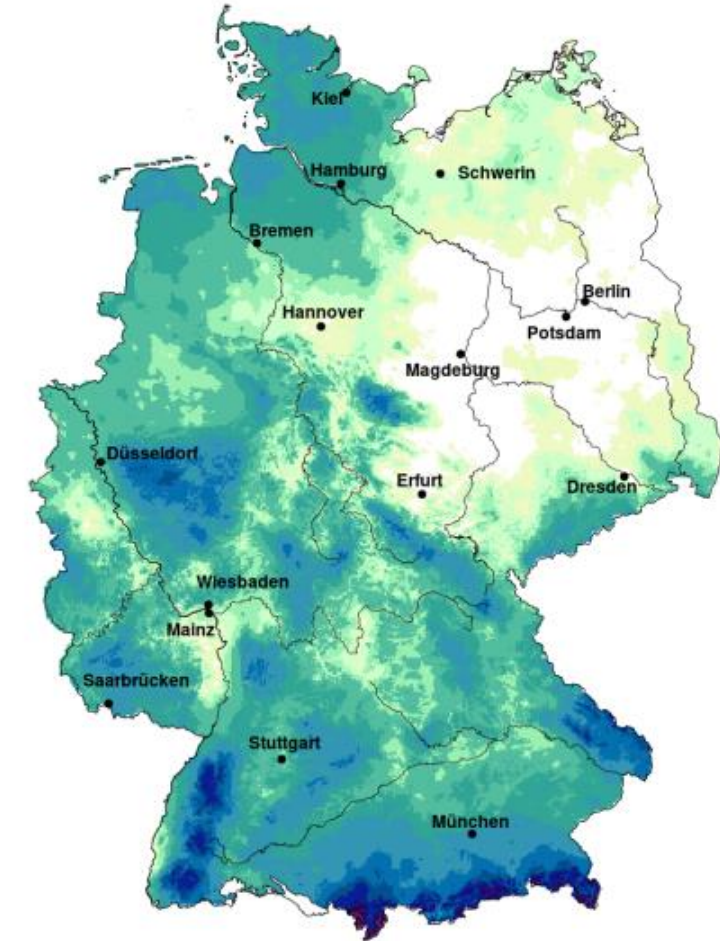 Kiel
Hamburg
Schwerin
Bremen
Berlin
Hannover
Potsdam
Magdeburg
Düsseldorf
Erfurt
Dresden
Wiesbaden
Mainz
Saarbrücken
Stuttgart
München